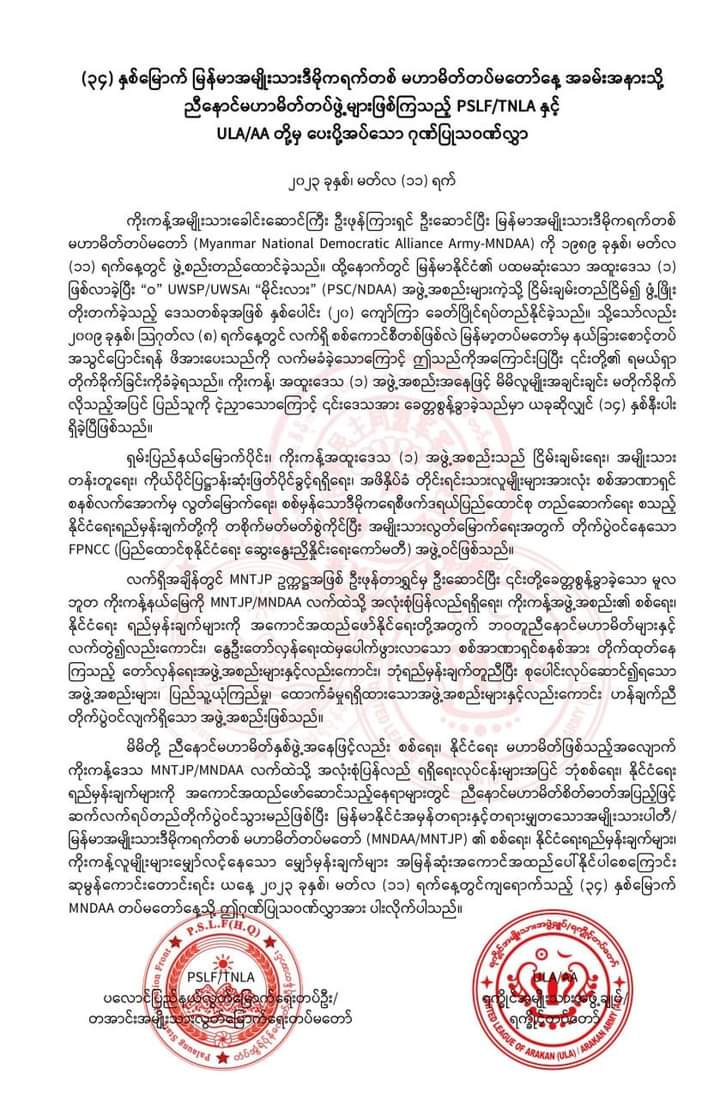 (၃၄) နှစ်မြောက် မြန်မာအမျိုးသားဒီမိုကရက်တစ် မဟာမိတ်တပ်မတော်နေ့ အခမ်းအနားသို့
ညီနောင်မဟာမိတ်တပ်ဖွဲ့များဖြစ်ကြသည့် PSLF/TNLA နှင့်
ULA/AA တို့မှ ပေးပို့အပ်သော ဂုဏ်ပြုသဝဏ်လွှာ
၂၀၂၃ ခုနှစ်၊ မတ်လ (၁၁) ရက်
ကိုးကန့်အမျိုးသားခေါင်းဆောင်ကြီး ဦးဖုန်ကြားရှင် ဦးဆောင်ပြီး မြန်မာအမျိုးသားဒီမိုကရက်တစ်
မဟာမိတ်တပ်မတော် (Myanmar National Democratic Alliance Army-MNDAA) ကို ၁၉၈၉ ခုနှစ်၊ မတ်လ
(၁၁) ရက်နေ့တွင် ဖွဲ့စည်းတည်ထောင်ခဲ့သည်။ ထို့နောက်တွင် မြန်မာနိုင်ငံ၏ ပထမဆုံးသော အထူးဒေသ (၁)
ဖြစ်လာခဲ့ပြီး “ဝ” UWSP/UWSA၊ “မိုင်းလား” (PSC/NDAA) အဖွဲ့အစည်းများကဲ့သို့ ငြိမ်းချမ်းတည်ငြိမ်၍ ဖွံ့ဖြိုး
တိုးတက်ခဲ့သည့် ဒေသတစ်ခုအဖြစ် နှစ်ပေါင်း (၂၀) ကျော်ကြာ ခေတ်ပြိုင်ရပ်တည်နိုင်ခဲ့သည်။ သို့သော်လည်း
၂၀၀၉ ခုနှစ်၊ ဩဂုတ်လ (၈) ရက်နေ့တွင် လက်ရှိ စစ်ကောင်စီတစ်ဖြစ်လဲ မြန်မာ့တပ်မတော်မှ နယ်ခြားစောင့်တပ်
အသွင်ပြောင်းရန် ဖိအားပေးသည်ကို လက်မခံခဲ့သောကြောင့် ဤသည်ကိုအကြောင်းပြပြီး ၎င်းတို့၏ ရမယ်ရှာ
တိုက်ခိုက်ခြင်းကိုခံခဲ့ရသည်။ ကိုးကန့်၊ အထူးဒေသ (၁) အဖွဲ့အစည်းအနေဖြင့် မိမိလူမျိုးအချင်းချင်း မတိုက်ခိုက်
လိုသည့်အပြင် ပြည်သူကို ငဲ့ညှာသောကြောင့် ၎င်းဒေသအား ခေတ္တစွန့်ခွာခဲ့သည်မှာ ယခုဆိုလျှင် (၁၄) နှစ်နီးပါး
ရှိခဲ့ပြီဖြစ်သည်။
ရှမ်းပြည်နယ်မြောက်ပိုင်း၊ ကိုးကန့်အထူးဒေသ (၁) အဖွဲ့အစည်းသည် ငြိမ်းချမ်းရေး၊ အမျိုးသား
တန်းတူရေး၊ ကိုယ်ပိုင်ပြဋ္ဌာန်းဆုံးဖြတ်ပိုင်ခွင့်ရရှိရေး၊ အဖိနှိပ်ခံ တိုင်းရင်းသားလူမျိုးများအားလုံး စစ်အာဏာရှင်
စနစ်လက်အောက်မှ လွတ်မြောက်ရေး၊ စစ်မှန်သောဒီမိုကရေစီဖက်ဒရယ်ပြည်ထောင်စု တည်ဆောက်ရေး စသည့်
နိုင်ငံရေးရည်မှန်းချက်တို့ကို တစိုက်မတ်မတ်စွဲကိုင်ပြီး အမျိုးသားလွတ်မြောက်ရေးအတွက် တိုက်ပွဲဝင်နေသော
FPNCC (ပြည်ထောင်စုနိုင်ငံရေး ဆွေးနွေးညှိနှိုင်းရေးကော်မတီ) အဖွဲ့ဝင်ဖြစ်သည်။
လက်ရှိအချိန်တွင် MNTJP ဥက္ကဋ္ဌအဖြစ် ဦးဖုန်တာရွှင်မှ ဦးဆောင်ပြီး ၎င်းတို့ခေတ္တစွန့်ခွာခဲ့သော မူလ
ဘူတ ကိုးကန့်နယ်မြေကို MNTJP/MNDAA လက်ထဲသို့ အလုံးစုံပြန်လည်ရရှိရေး၊ ကိုးကန့်အဖွဲ့အစည်း၏ စစ်ရေး၊
နိုင်ငံရေး ရည်မှန်းချက်များကို အကောင်အထည်ဖော်နိုင်ရေးတို့အတွက် ဘဝတူညီနောင်မဟာမိတ်များနှင့်
လက်တွဲ၍လည်းကောင်း၊ နွေဦးတော်လှန်ရေးထဲမှပေါက်ဖွားလာသော စစ်အာဏာရှင်စနစ်အား တိုက်ထုတ်နေ
ကြသည့် တော်လှန်ရေးအဖွဲ့အစည်းများနှင့်လည်းကောင်း၊ ဘုံရည်မှန်းချက်တူညီပြီး စုပေါင်းလုပ်ဆောင်၍ရသော
အဖွဲ့အစည်းများ၊ ပြည်သူ့ယုံကြည်မှု၊ ထောက်ခံမှုရရှိထားသောအဖွဲ့အစည်းများနှင့်လည်းကောင်း ဟန်ချက်ညီ
တိုက်ပွဲဝင်လျက်ရှိသော အဖွဲ့အစည်းဖြစ်သည်။
မိမိတို့ ညီနောင်မဟာမိတ်နှစ်ဖွဲ့အနေဖြင့်လည်း စစ်ရေး၊ နိုင်ငံရေး မဟာမိတ်ဖြစ်သည့်အလျောက်
ကိုးကန့်ဒေသ MNTJP/MNDAA လက်ထဲသို့ အလုံးစုံပြန်လည် ရရှိရေးလုပ်ငန်းများအပြင် ဘုံစစ်ရေး၊ နိုင်ငံရေး
ရည်မှန်းချက်များကို အကောင်အထည်ဖော်ဆောင်သည့်နေရာများတွင် ညီနောင်မဟာမိတ်စိတ်ဓာတ်အပြည့်ဖြင့်
ဆက်လက်ရပ်တည်တိုက်ပွဲဝင်သွားမည်ဖြစ်ပြီး မြန်မာနိုင်ငံအမှန်တရားနှင့်တရားမျှတသောအမျိုးသားပါတီ/
မြန်မာအမျိုးသားဒီမိုကရက်တစ် မဟာမိတ်တပ်မတော် (MNDAA/MNTJP) ၏ စစ်ရေး၊ နိုင်ငံရေးရည်မှန်းချက်များ၊
ကိုးကန့်လူမျိုးများမျှော်လင့်နေသော မျှော်မှန်းချက်များ အမြန်ဆုံးအကောင်အထည်ပေါ်နိုင်ပါစေကြောင်း
ဆုမွန်ကောင်းတောင်းရင်း ယနေ့ ၂၀၂၃ ခုနှစ်၊ မတ်လ (၁၁) ရက်နေ့တွင်ကျရောက်သည့် (၃၄) နှစ်မြောက်
MNDAA တပ်မတော်နေ့သို့ ဤဂုဏ်ပြုသဝဏ်လွှာအား ပါးလိုက်ပါသည်။
P.S.L.F(H.Q)
PSLF/TNLA
ပလောင်ပြည်နယ်လွတ်မြောက်ရေးတပ်ဦး/
တအာင်းအမျိုးသားလွတ်မြောက်ရေးတပ်မတော်
Palaung State Liberation Front
ရက္ခိုင်အမျိုးသားအဖွဲ့ချုပ်/ရက္ခိုင့်တပ်တော်
ULA/AA
ရက္ခိုင်အမျိုးသားအဖွဲ့ချုပ်/
ရက္ခိုင့်တပ်တော်
UNITED LEAGUE OF ARAKAN (ULA) / ARAKAN ARMY (AA)